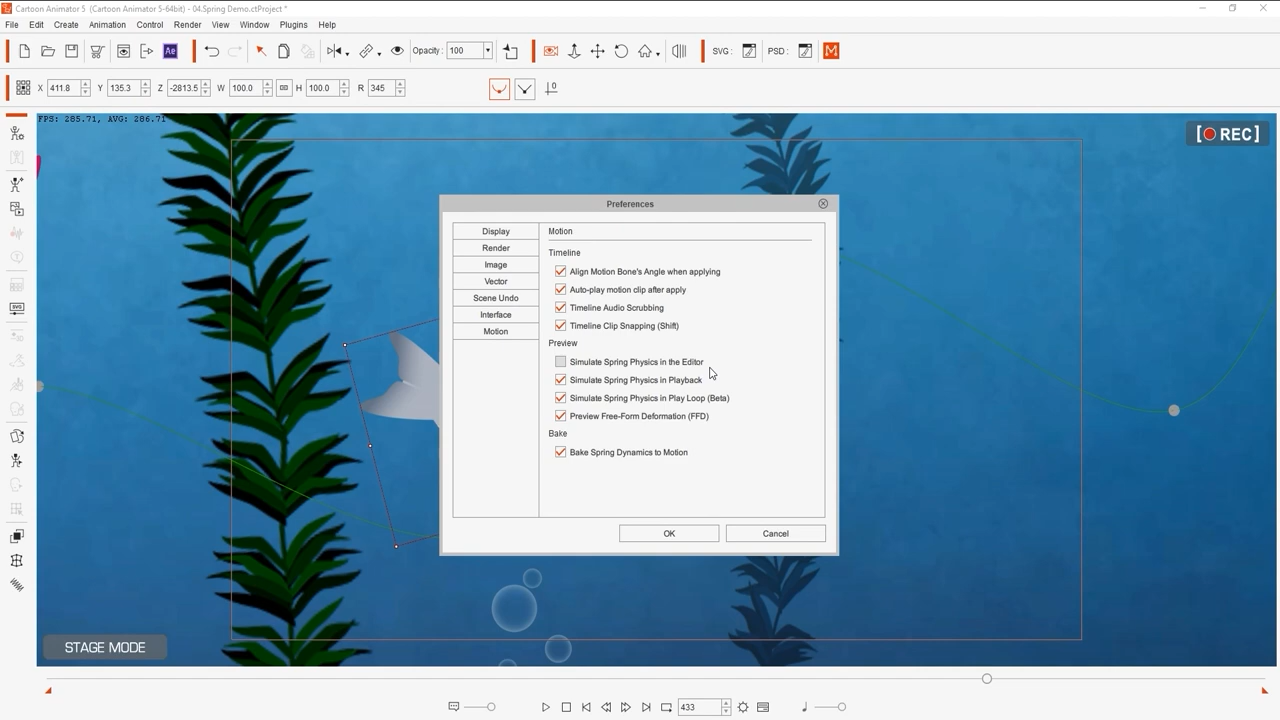 Cartoon Animator 5 (Cartoon Animator 5-64bit) - 04.Spring Demo.ctProject *
File Edit Create Animation Control Render View Window Plugins Help
Ae Opacity : 100 SVG : PSD : M
X 411.8 Y 135.3 Z -2813.5 W 100.0 H 100.0 R 345
FPS: 285.71, AVG: 286.71
[ REC]
Preferences
Display
Render
Image
Vector
Scene Undo
Interface
Motion
Motion
Timeline
Align Motion Bone's Angle when applying
Auto-play motion clip after apply
Timeline Audio Scrubbing
Timeline Clip Snapping (Shift)
Preview
Simulate Spring Physics in the Editor
Simulate Spring Physics in Playback
Simulate Spring Physics in Play Loop (Beta)
Preview Free-Form Deformation (FFD)
Bake
Bake Spring Dynamics to Motion
OK Cancel
STAGE MODE
433